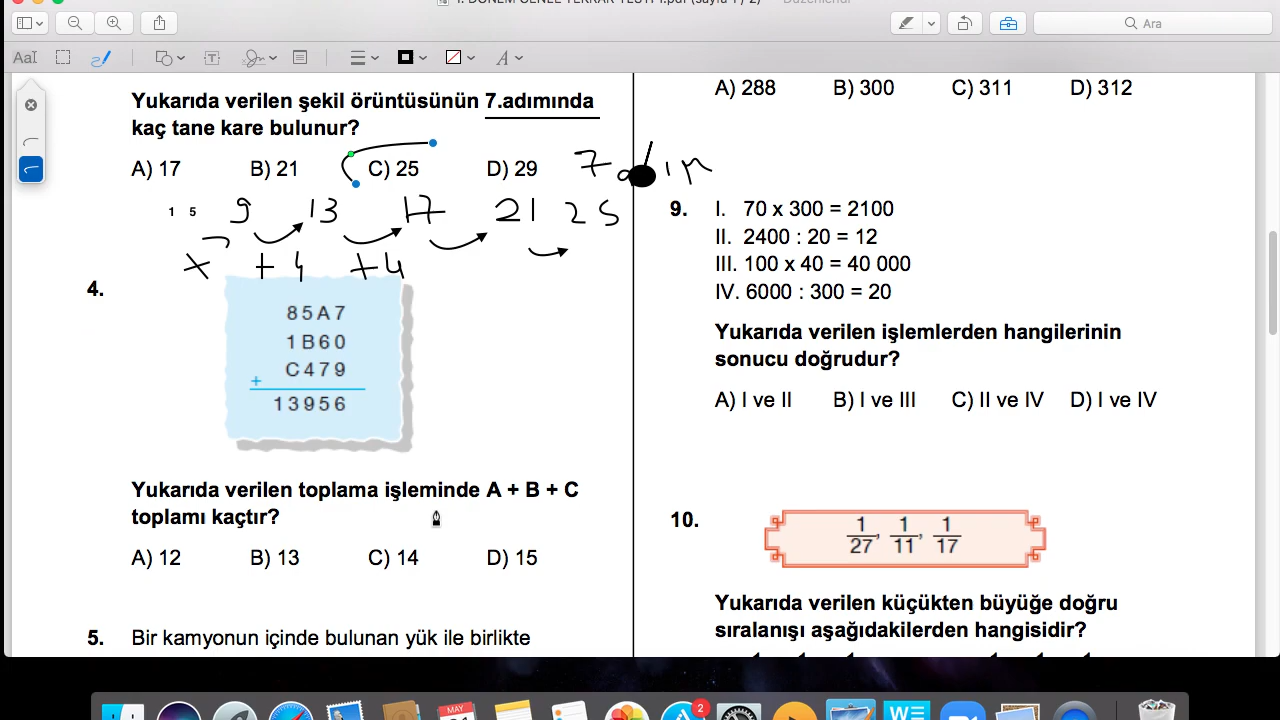 Ara
Yukarıda verilen şekil örüntüsünün 7.adımında
kaç tane kare bulunur?
A) 17 B) 21 C) 25 D) 29
1 5 9 13 17 21 25
+4 +4
4.
85A7
1B60
C479
+
13956
Yukarıda verilen toplama işleminde A + B + C
toplamı kaçtır?
A) 12 B) 13 C) 14 D) 15
5. Bir kamyonun içinde bulunan yük ile birlikte
A) 288 B) 300 C) 311 D) 312
9. I. 70 x 300 = 2100
II. 2400 : 20 = 12
III. 100 x 40 = 40 000
IV. 6000 : 300 = 20
Yukarıda verilen işlemlerden hangilerinin
sonucu doğrudur?
A) I ve II B) I ve III C) II ve IV D) I ve IV
10.
1/27, 1/11, 1/17
Yukarıda verilen küçükten büyüğe doğru
sıralanışı aşağıdakilerden hangisidir?
2
W